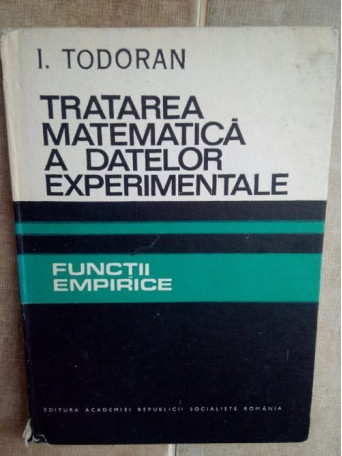 I. TODORAN
TRATAREA
MATEMATICĂ
A DATELOR
EXPERIMENTALE
FUNCȚII
EMPIRICE
EDITURA ACADEMIEI REPUBLICII SOCIALISTE ROMÂNIA